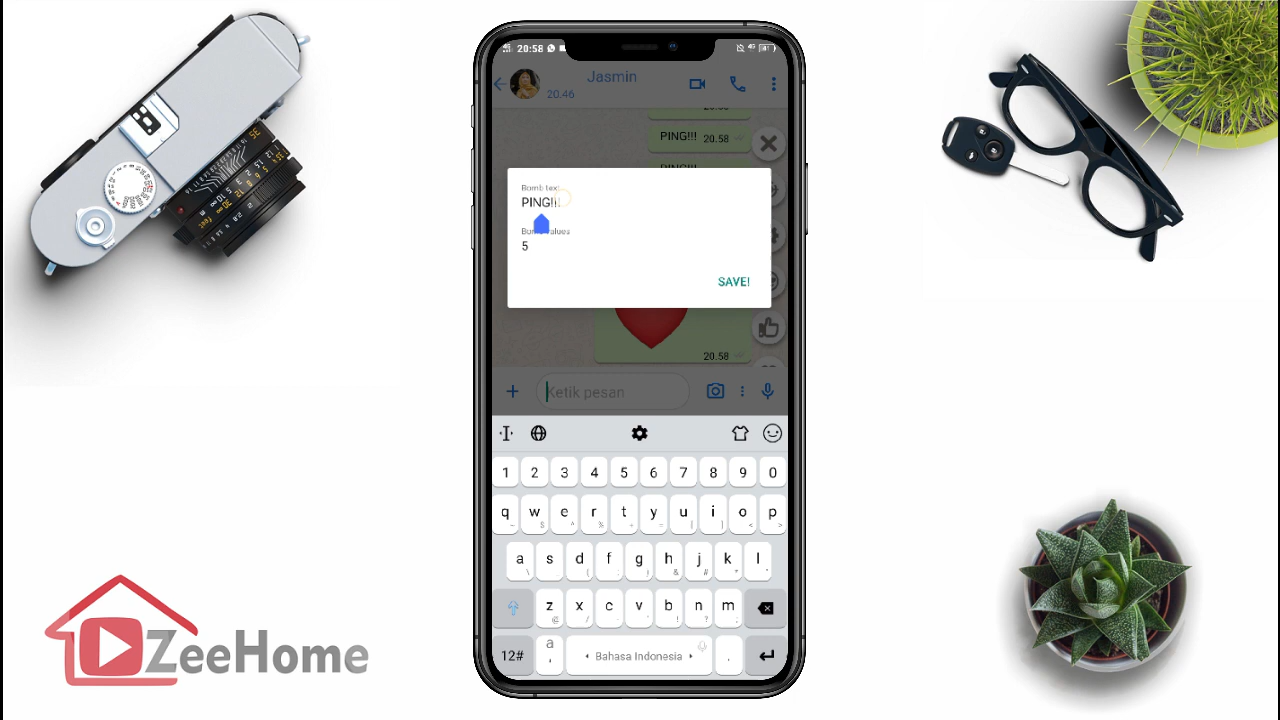 20:58
Jasmin
20.46
PING!!! 20.58
Bomb text
PING!!!
5
SAVE!
20.58
Ketik pesan
1 2 3 4 5 6 7 8 9 0
q w e r t y u i o p
a s d f g h j k l
z x c v b n m
12# a , Bahasa Indonesia .
ZeeHome